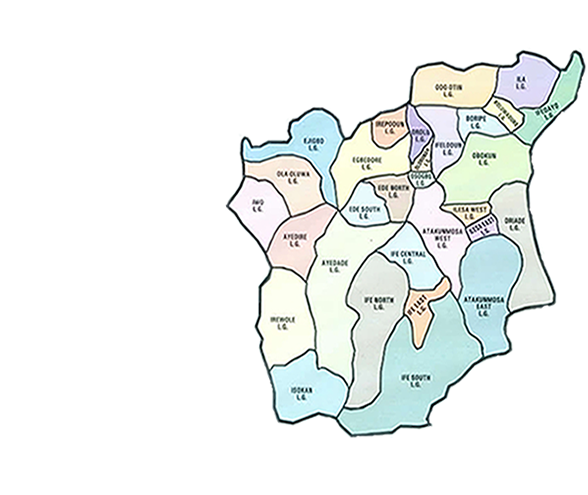 ODO OTIN
L.G.
ILA
L.G.
IFEDAYO
L.G.
BOLUWADURO
L.G.
BORIPE
L.G.
IREPODUN
L.G.
OROLU
L.G.
IFELODUN
L.G.
OLORUNDA
L.G.
EJIGBO
L.G.
EGBEDORE
L.G.
OBOKUN
L.G.
OLA OLUWA
L.G.
OSOGBO
L.G.
EDE NORTH
L.G.
IWO
L.G.
EDE SOUTH
L.G.
ILESA WEST
L.G.
ILESA EAST
L.G.
ORIADE
L.G.
AYEDIRE
L.G.
ATAKUNMOSA
WEST
L.G.
AYEDADE
L.G.
IFE CENTRAL
L.G.
IFE NORTH
L.G.
IFE EAST
L.G.
ATAKUNMOSA
EAST
L.G.
IREWOLE
L.G.
IFE SOUTH
L.G.
ISOKAN
L.G.